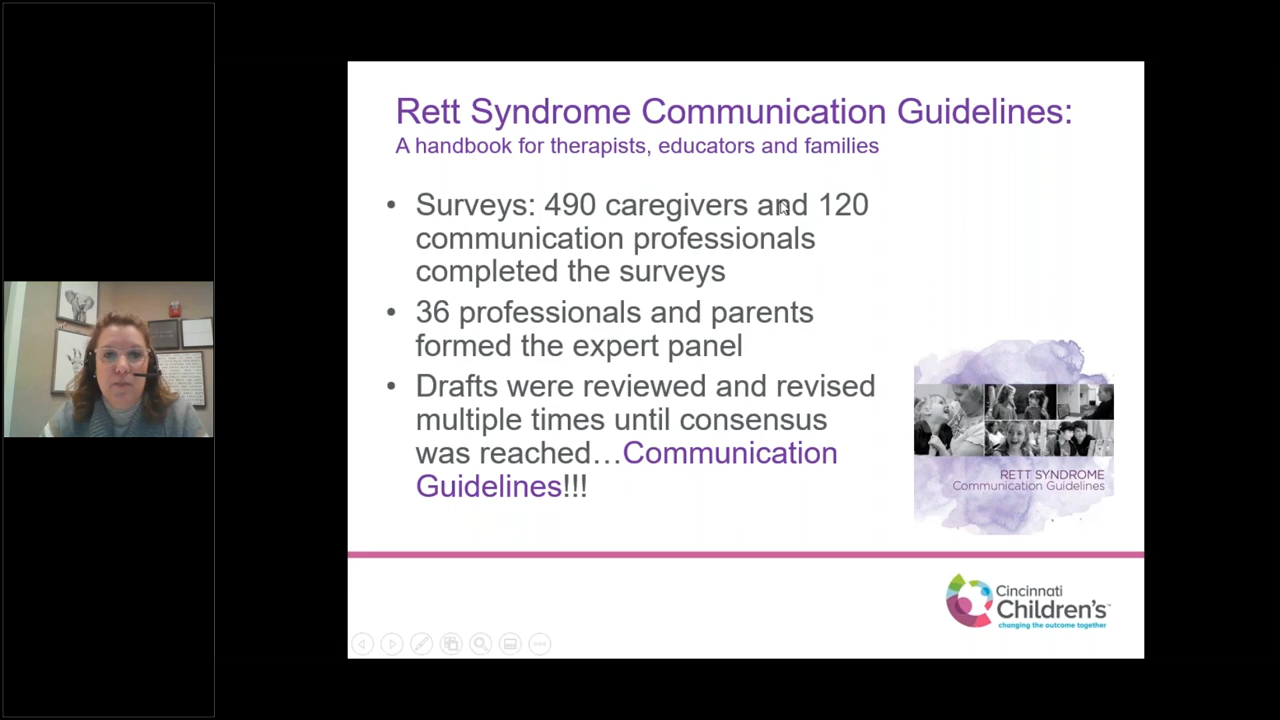 Rett Syndrome Communication Guidelines:
A handbook for therapists, educators and families
• Surveys: 490 caregivers and 120
communication professionals
completed the surveys
• 36 professionals and parents
formed the expert panel
• Drafts were reviewed and revised
multiple times until consensus
was reached…Communication
Guidelines!!!
RETT SYNDROME
Communication Guidelines
Cincinnati
Children's™
changing the outcome together